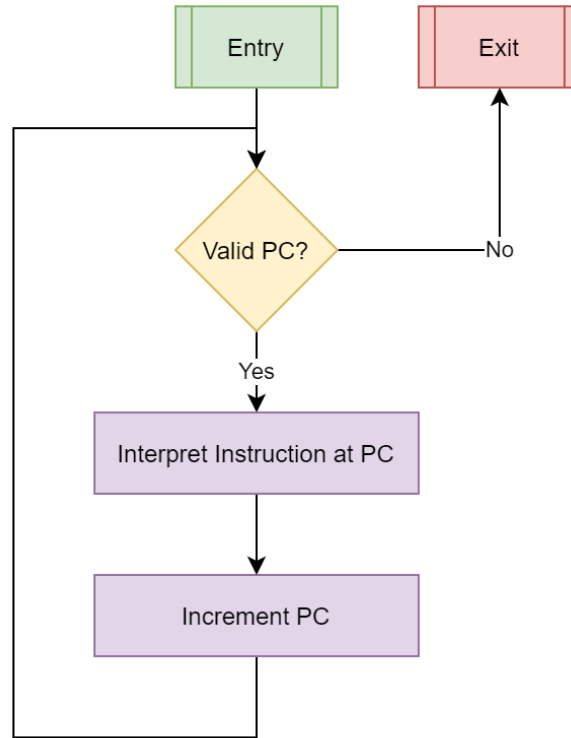 Entry
Exit
Valid PC?
No
Yes
Interpret Instruction at PC
Increment PC